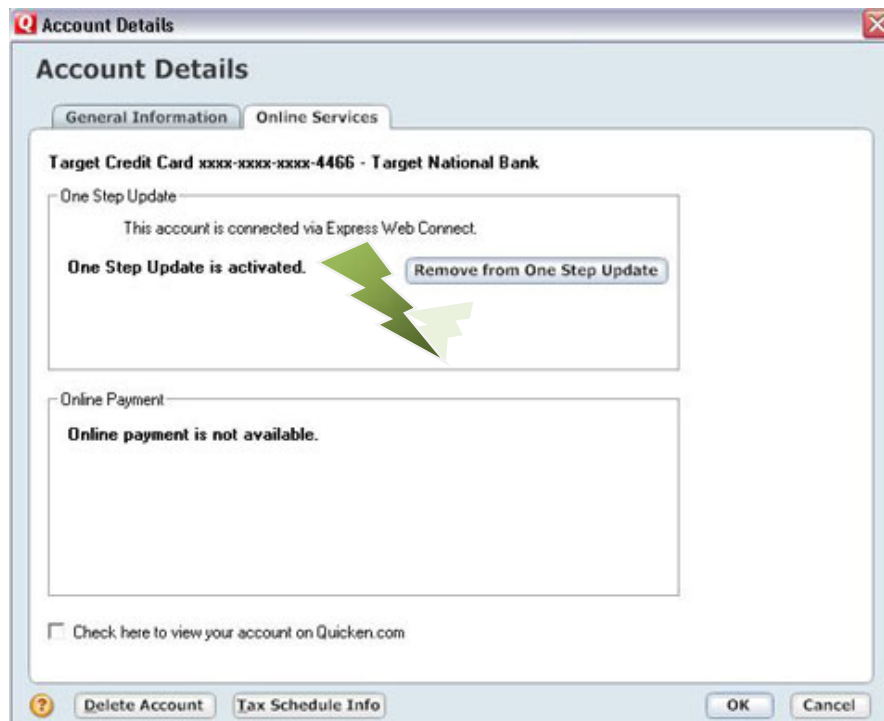 Account Details
Account Details
General Information Online Services
Target Credit Card xxxx-xxxx-xxxx-4466 - Target National Bank
One Step Update
This account is connected via Express Web Connect.
One Step Update is activated. Remove from One Step Update
Online Payment
Online payment is not available.
Check here to view your account on Quicken.com
? Delete Account Tax Schedule Info OK Cancel